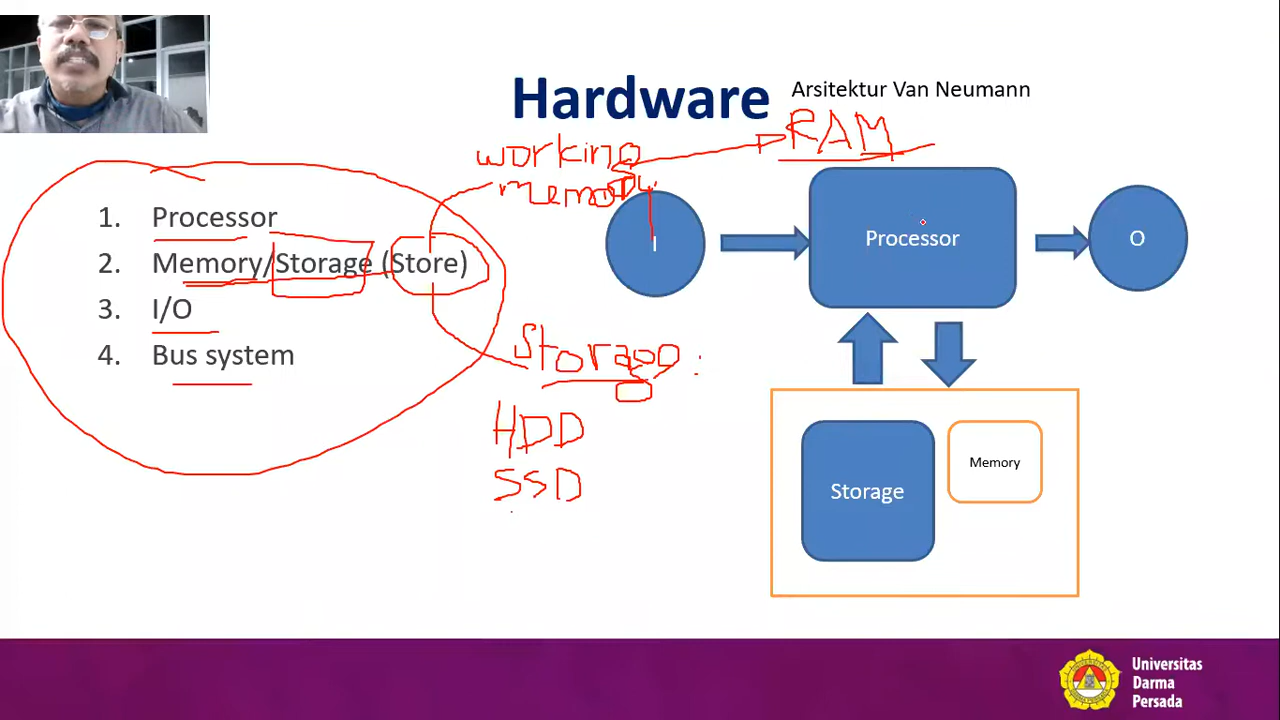 Hardware
Arsitektur Van Neumann
RAM
working
memory
1. Processor
2. Memory/Storage (Store)
3. I/O
4. Bus system
I
Processor
O
Storage :
HDD
SSD
Storage
Memory
Universitas
Darma
Persada